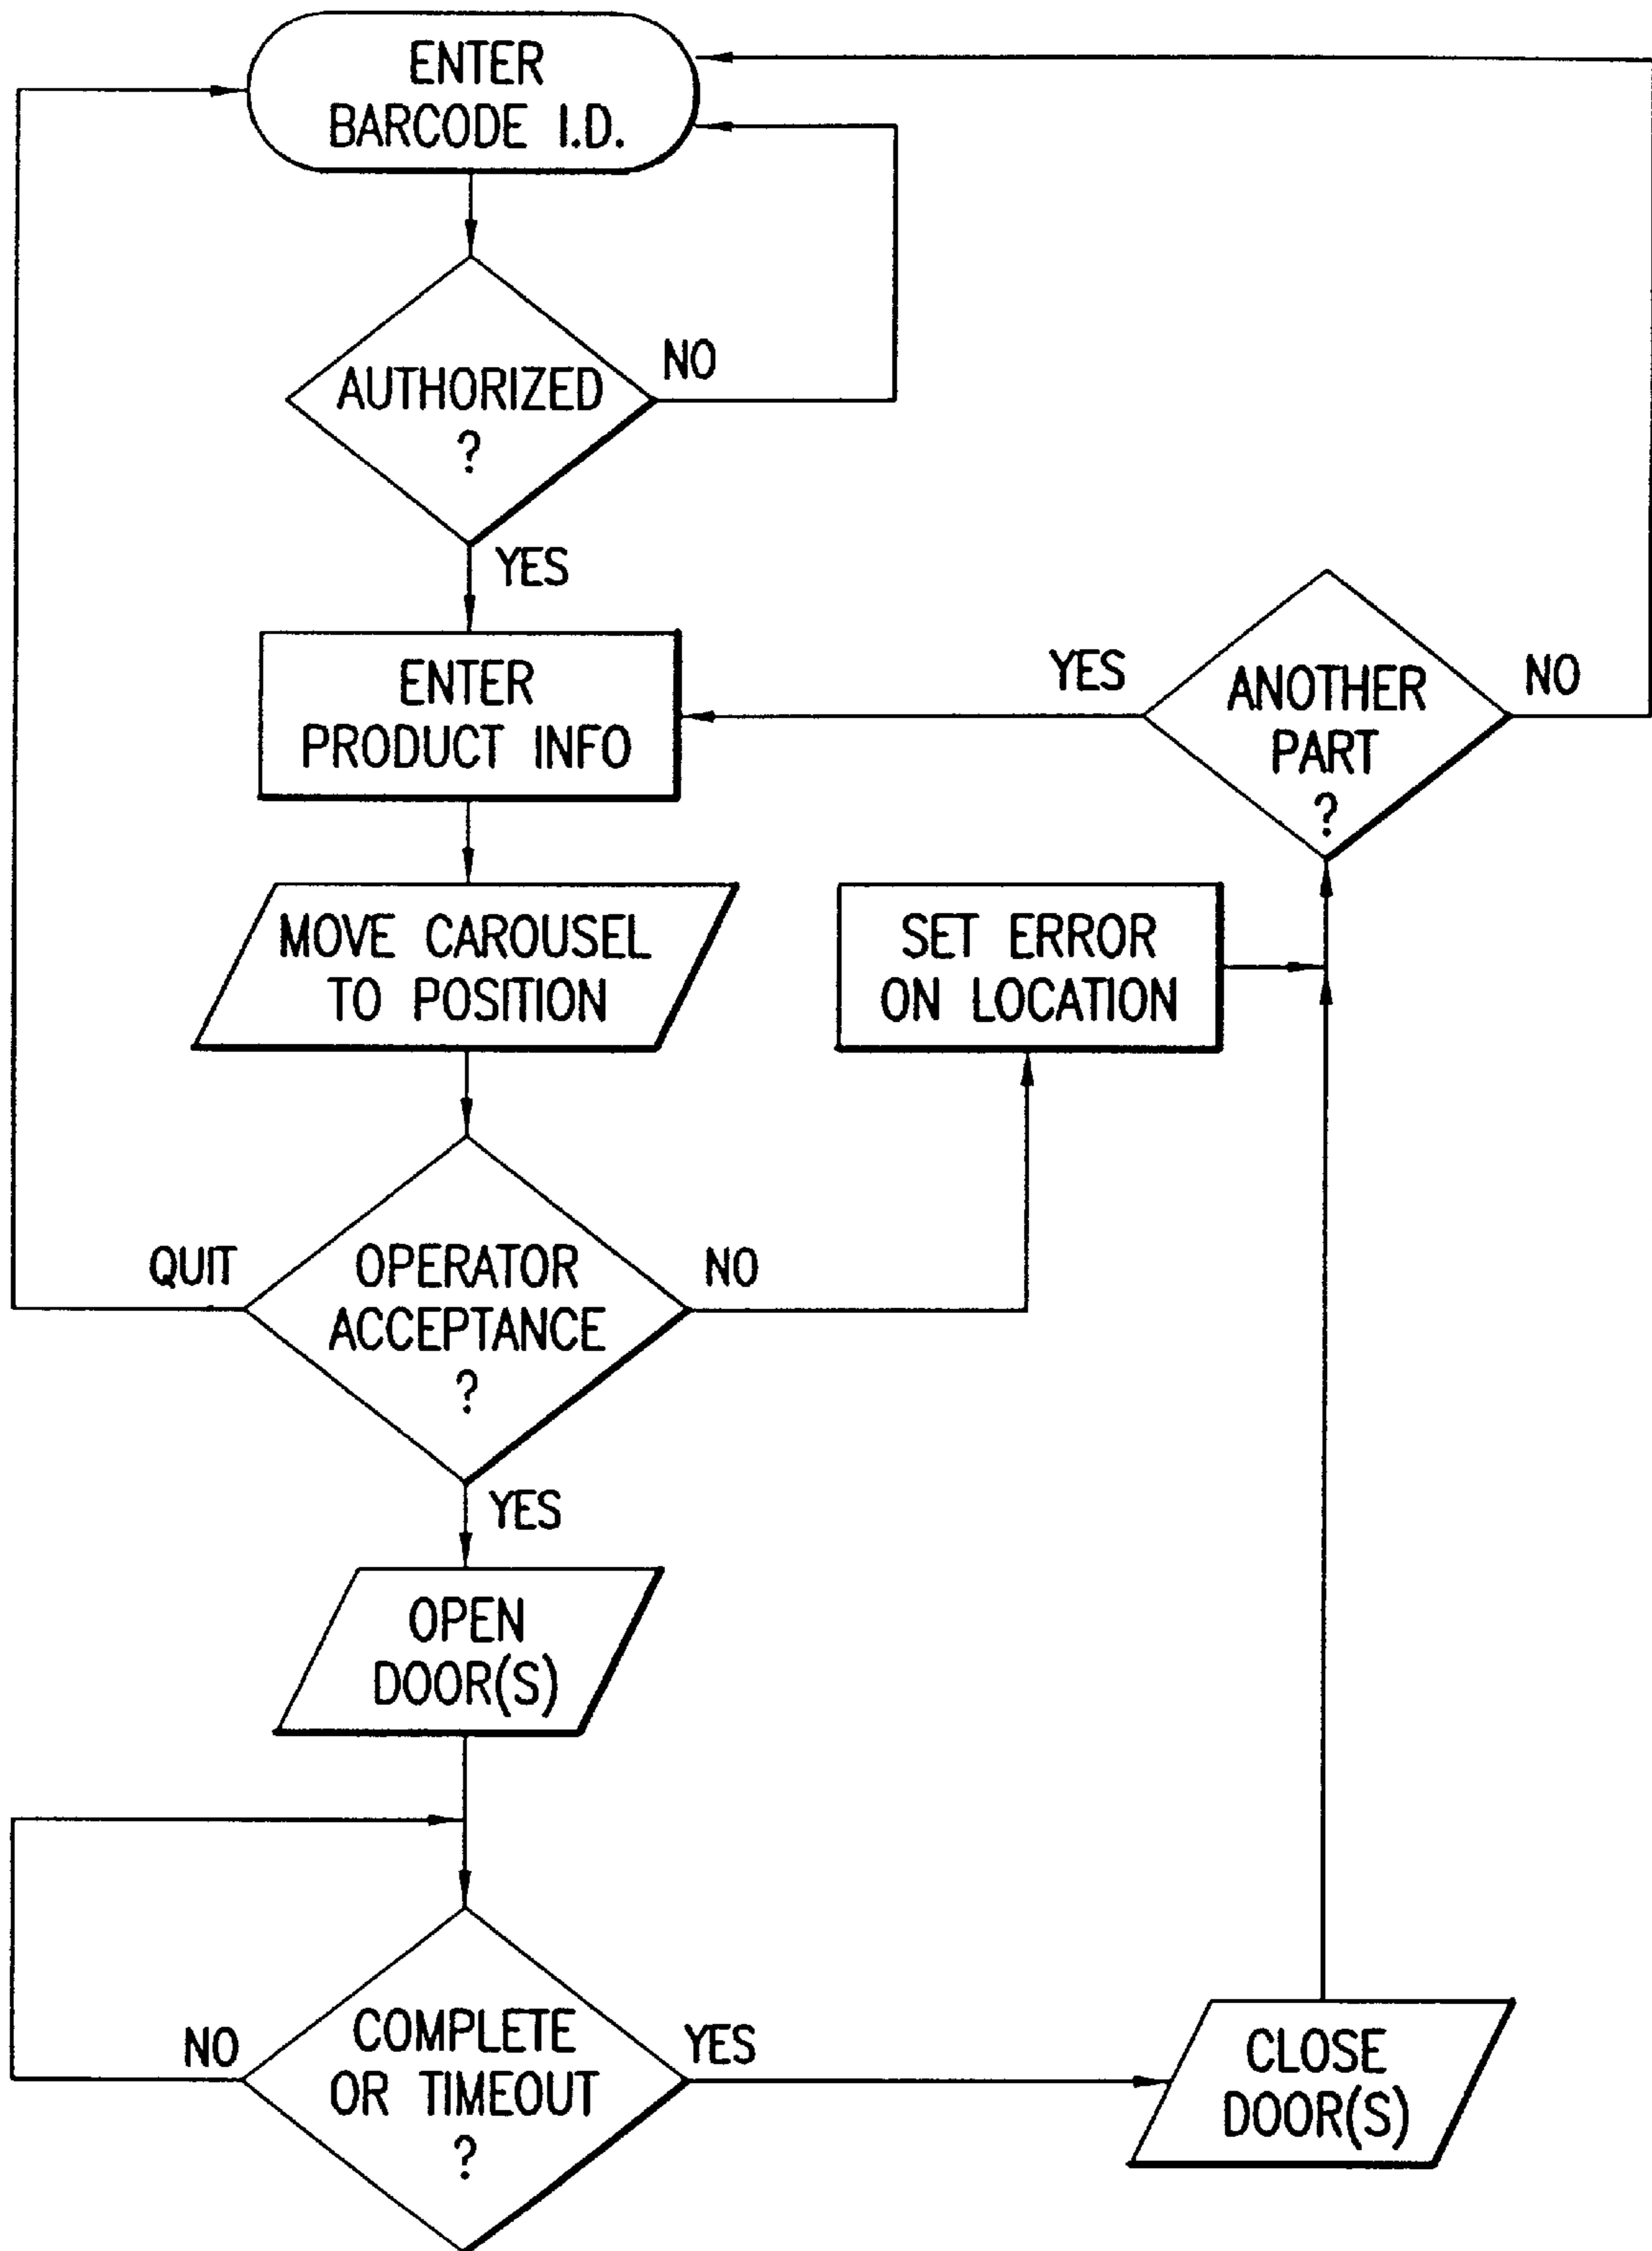 ENTER
BARCODE I.D.
AUTHORIZED
?
NO
YES
ENTER
PRODUCT INFO
YES
ANOTHER
PART
?
NO
MOVE CAROUSEL
TO POSITION
SET ERROR
ON LOCATION
QUIT
OPERATOR
ACCEPTANCE
?
NO
YES
OPEN
DOOR(S)
NO
COMPLETE
OR TIMEOUT
?
YES
CLOSE
DOOR(S)